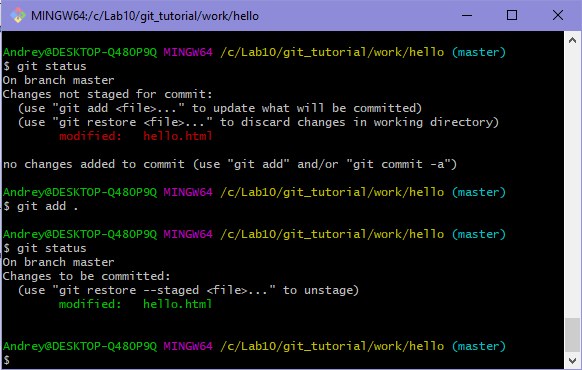 MINGW64:/c/Lab10/git_tutorial/work/hello
Andrey@DESKTOP-Q480P9Q MINGW64 /c/Lab10/git_tutorial/work/hello (master)
$ git status
On branch master
Changes not staged for commit:
  (use "git add <file>..." to update what will be committed)
  (use "git restore <file>..." to discard changes in working directory)
        modified:   hello.html

no changes added to commit (use "git add" and/or "git commit -a")

Andrey@DESKTOP-Q480P9Q MINGW64 /c/Lab10/git_tutorial/work/hello (master)
$ git add .

Andrey@DESKTOP-Q480P9Q MINGW64 /c/Lab10/git_tutorial/work/hello (master)
$ git status
On branch master
Changes to be committed:
  (use "git restore --staged <file>..." to unstage)
        modified:   hello.html


Andrey@DESKTOP-Q480P9Q MINGW64 /c/Lab10/git_tutorial/work/hello (master)
$